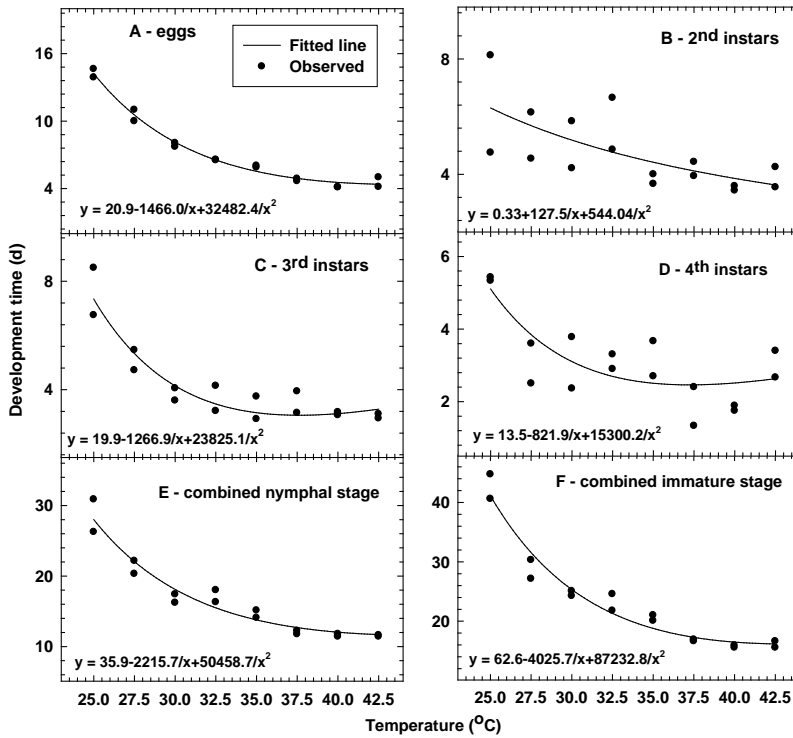 A - eggs
Fitted line
Observed
16
10
4
y = 20.9-1466.0/x+32482.4/x²
B - 2nd instars
8
4
y = 0.33+127.5/x+544.04/x²
C - 3rd instars
8
4
y = 19.9-1266.9/x+23825.1/x²
D - 4th instars
6
4
2
y = 13.5-821.9/x+15300.2/x²
E - combined nymphal stage
30
20
10
y = 35.9-2215.7/x+50458.7/x²
F - combined immature stage
40
30
20
y = 62.6-4025.7/x+87232.8/x²
Development time (d)
25.0 27.5 30.0 32.5 35.0 37.5 40.0 42.5
25.0 27.5 30.0 32.5 35.0 37.5 40.0 42.5
Temperature (°C)